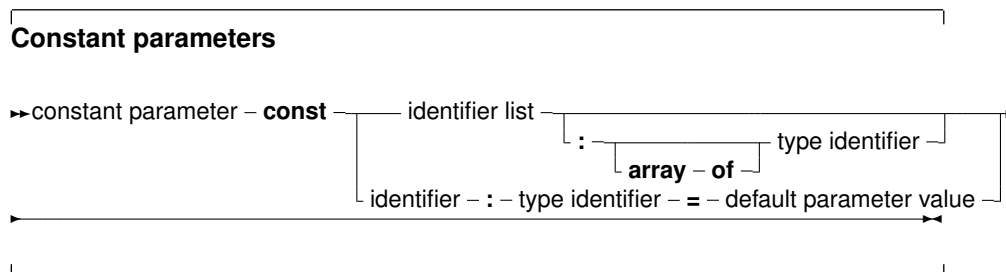 Constant parameters
constant parameter – const identifier list
: type identifier
array – of
identifier – : – type identifier – = – default parameter value